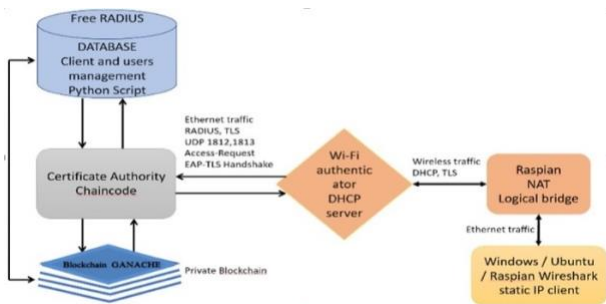 Free RADIUS
DATABASE
Client and users
management
Python Script
Ethernet traffic
RADIUS, TLS
UDP 1812,1813
Access-Request
EAP-TLS Handshake
Certificate Authority
Chaincode
Wi-Fi
authentic
ator
DHCP
server
Wireless traffic
DHCP, TLS
Raspian
NAT
Logical bridge
Ethernet traffic
Blockchain GANACHE
Private Blockchain
Windows / Ubuntu
/ Raspian Wireshark
static IP client